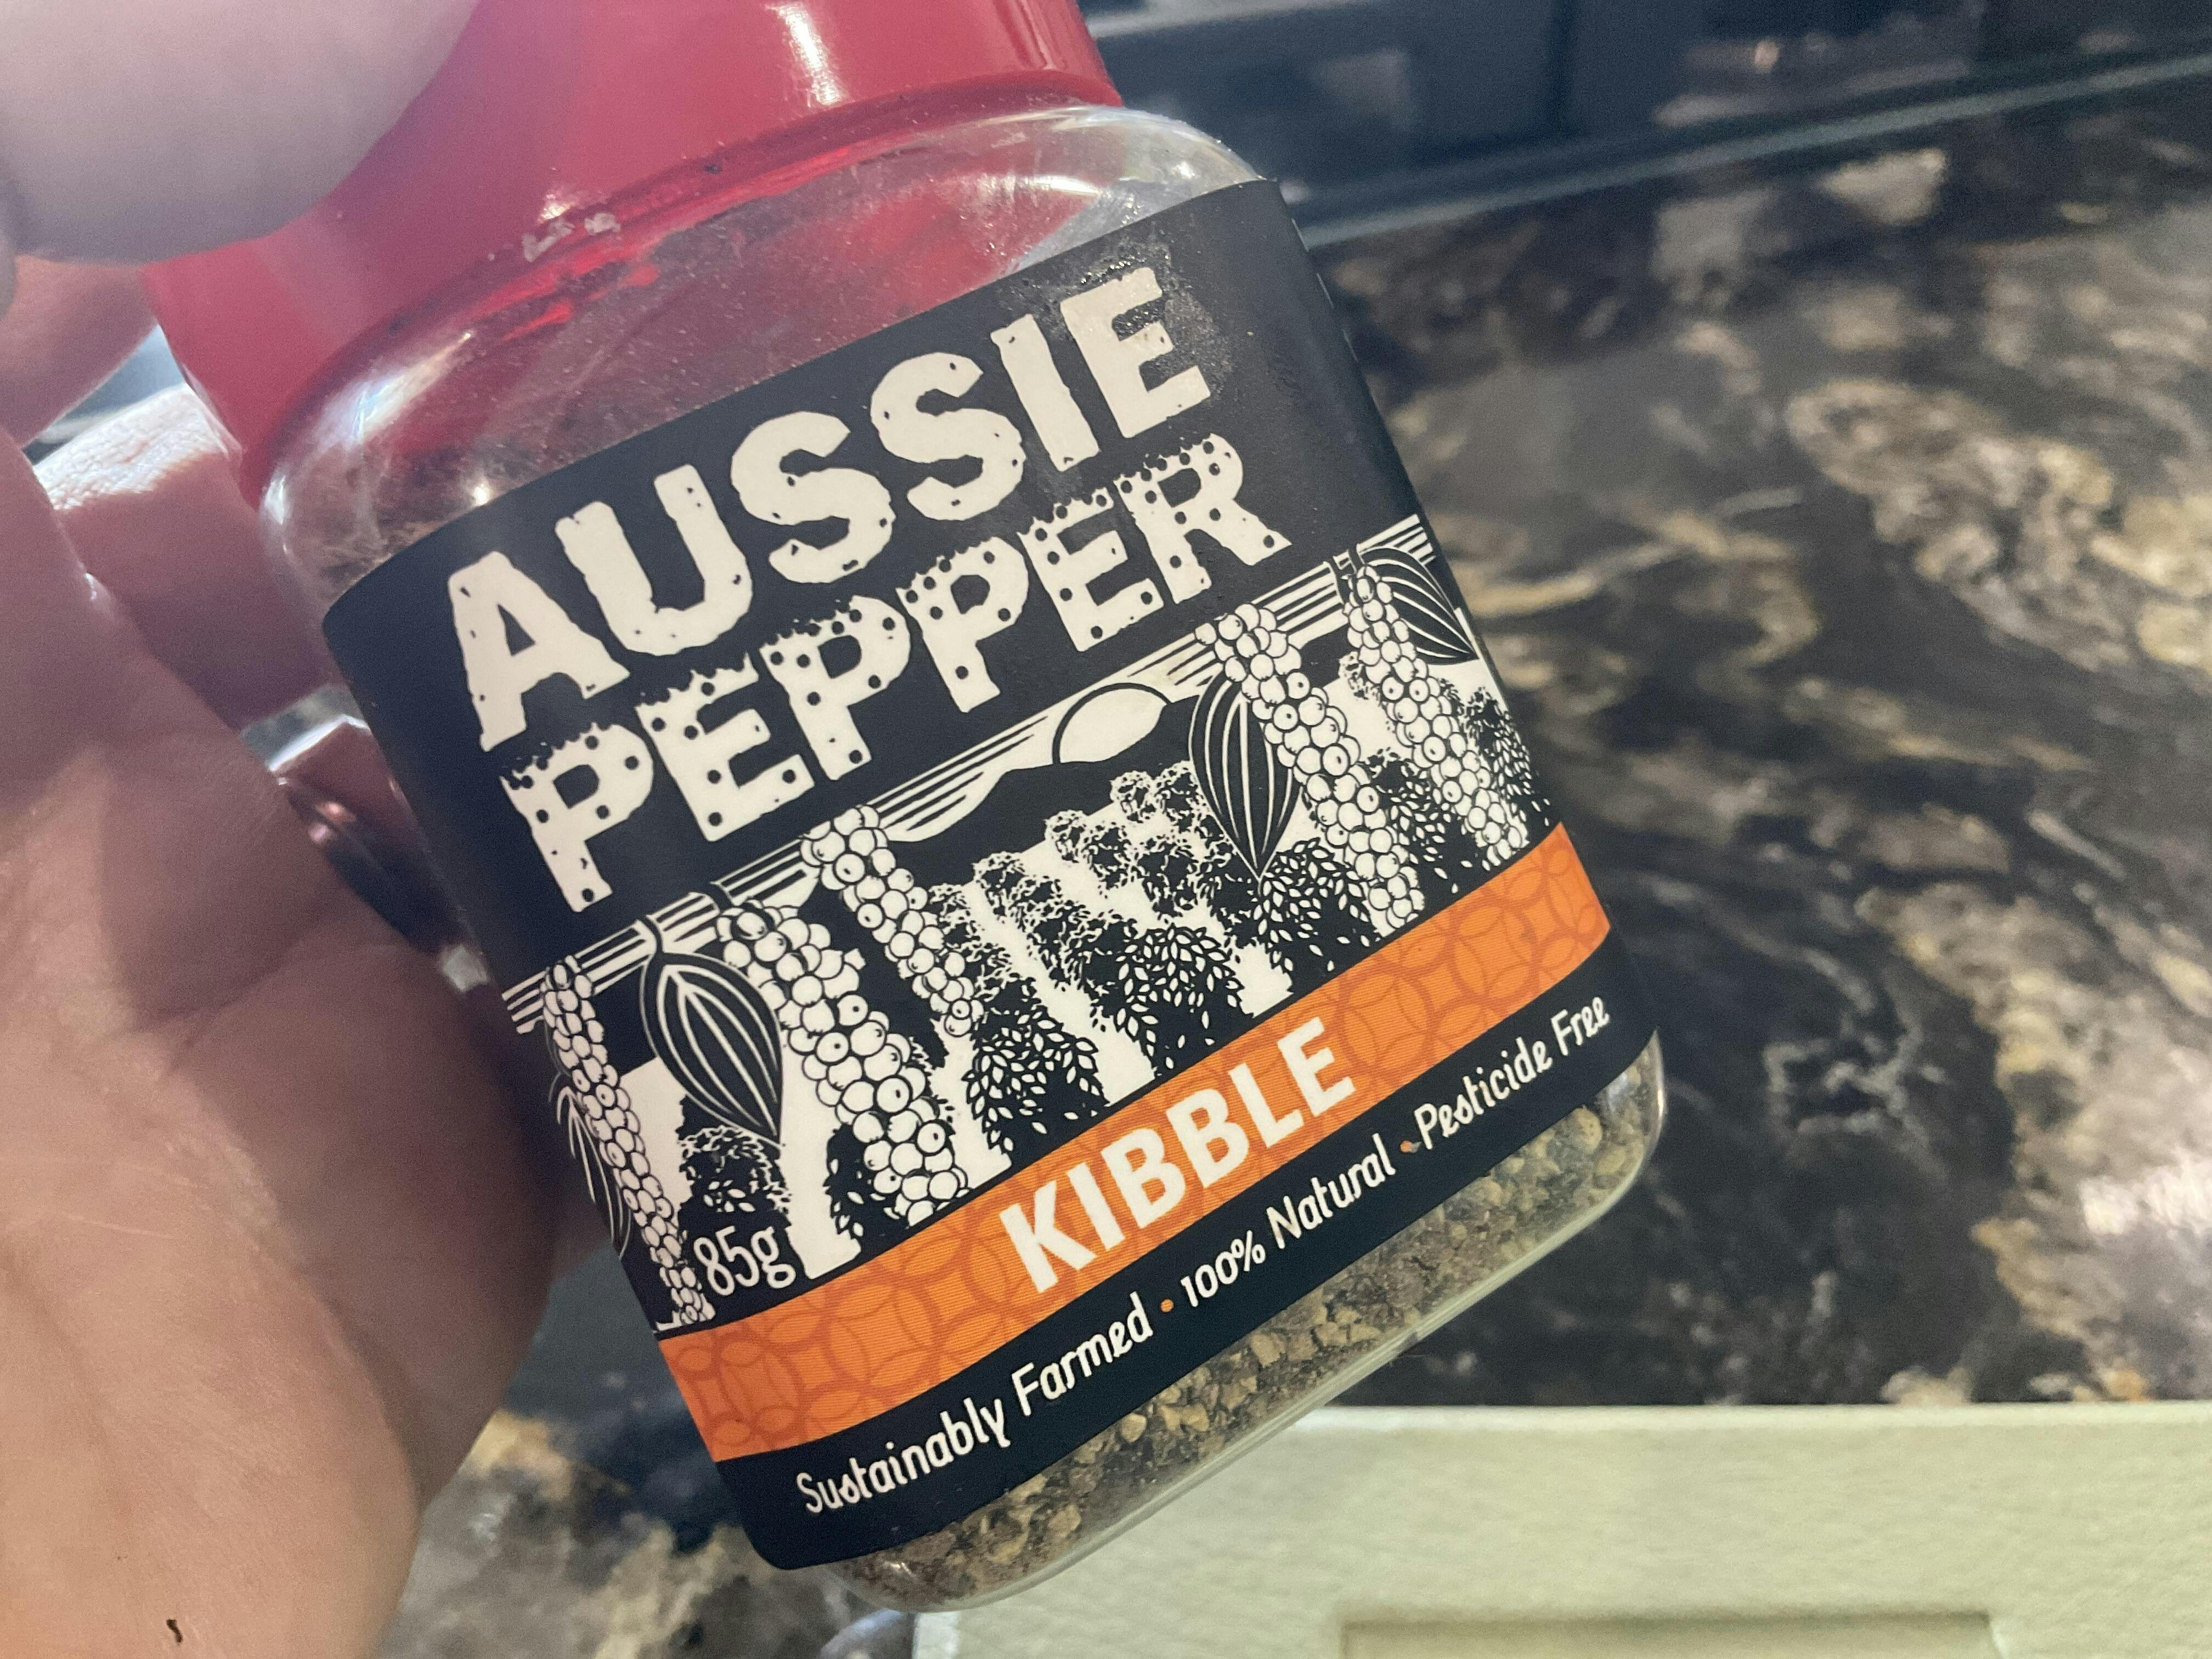 AUSSIE
PEPPER
85g
KIBBLE
Sustainably Farmed • 100% Natural • Pesticide Free